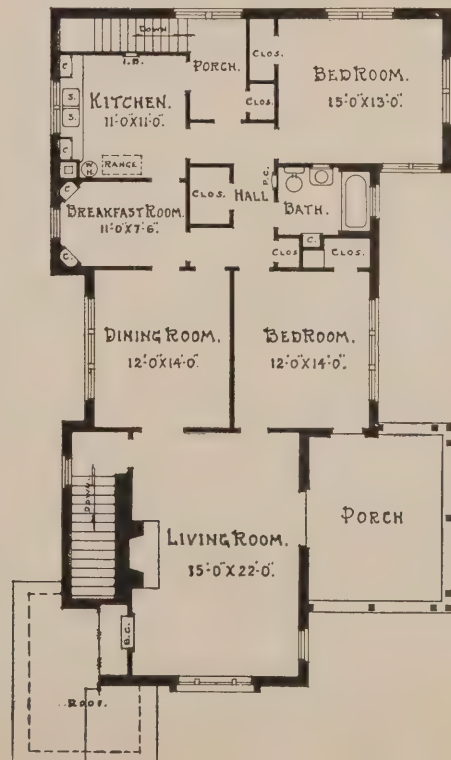 DOWN
I.B.
PORCH.
CLOS.
BEDROOM.
15'-0"X13'-0".
C
KITCHEN.
11'-0"X11'-0".
S.
S.
CLOS.
C
W.H.
RANGE
C
BREAKFAST ROOM.
11'-0"X7'-6".
C.
CLOS.
HALL
P.C.
BATH.
C.
CLOS
CLOS.
DINING ROOM.
12'-0"X14'-0".
BEDROOM.
12'-0"X14'-0".
DOWN.
LIVING ROOM.
15'-0"X22'-0".
PORCH
B.C.
ROOF.